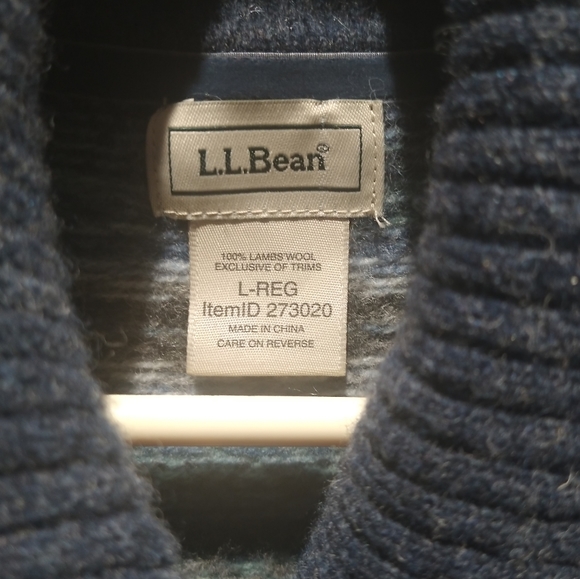 L.L.Bean®
100% LAMBS'WOOL
EXCLUSIVE OF TRIMS
L-REG
ItemID 273020
MADE IN CHINA
CARE ON REVERSE